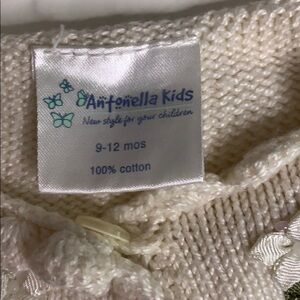 Antonella Kids
New style for your children
9-12 mos
100% cotton